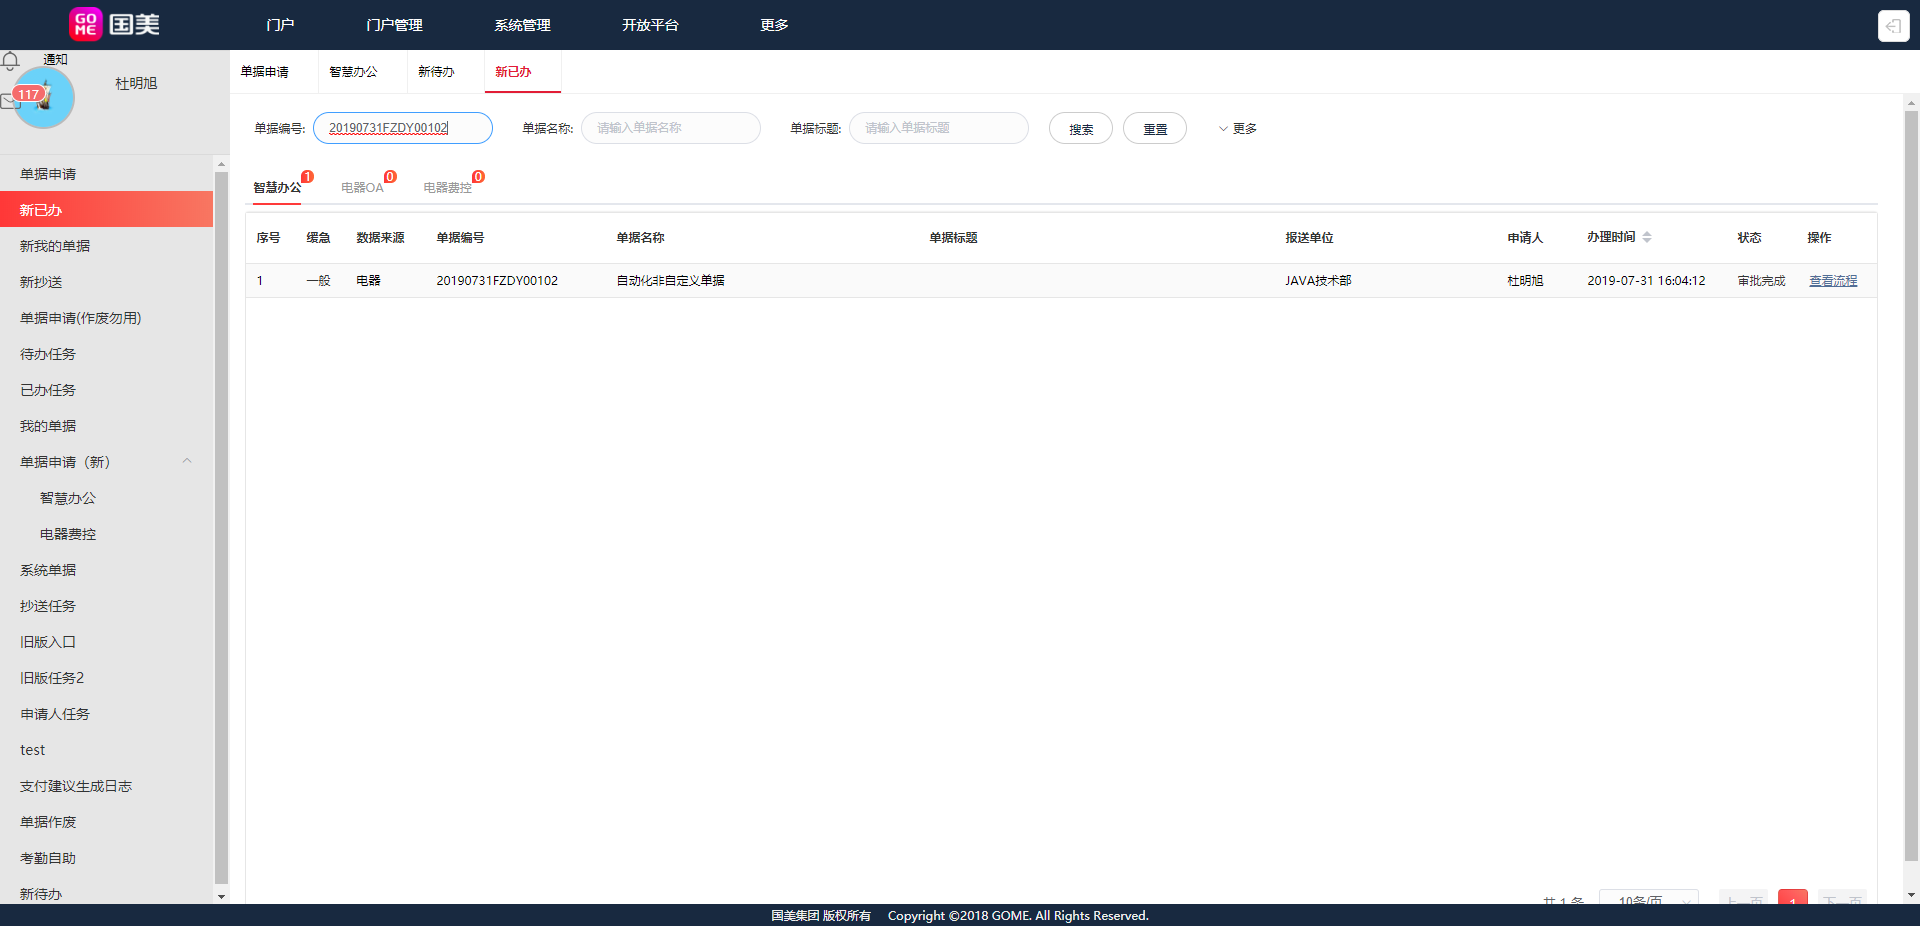 GOME 国美 门户 门户管理 系统管理 开放平台 更多
通知
杜明旭
117
单据申请
新已办
新我的单据
新抄送
单据申请(作废勿用)
待办任务
已办任务
我的单据
单据申请（新）
智慧办公
电器费控
系统单据
抄送任务
旧版入口
旧版任务2
申请人任务
test
支付建议生成日志
单据作废
考勤自助
新待办
单据申请 智慧办公 新待办 新已办
单据编号: 20190731FZDY00102 单据名称: 请输入单据名称 单据标题: 请输入单据标题 搜索 重置 更多
智慧办公 1 电器OA 0 电器费控 0
序号 缓急 数据来源 单据编号 单据名称 单据标题 报送单位 申请人 办理时间 状态 操作
1 一般 电器 20190731FZDY00102 自动化非自定义单据 JAVA技术部 杜明旭 2019-07-31 16:04:12 审批完成 查看流程
共 1 条 10条/页 上一页 1 下一页
国美集团 版权所有 Copyright ©2018 GOME. All Rights Reserved.